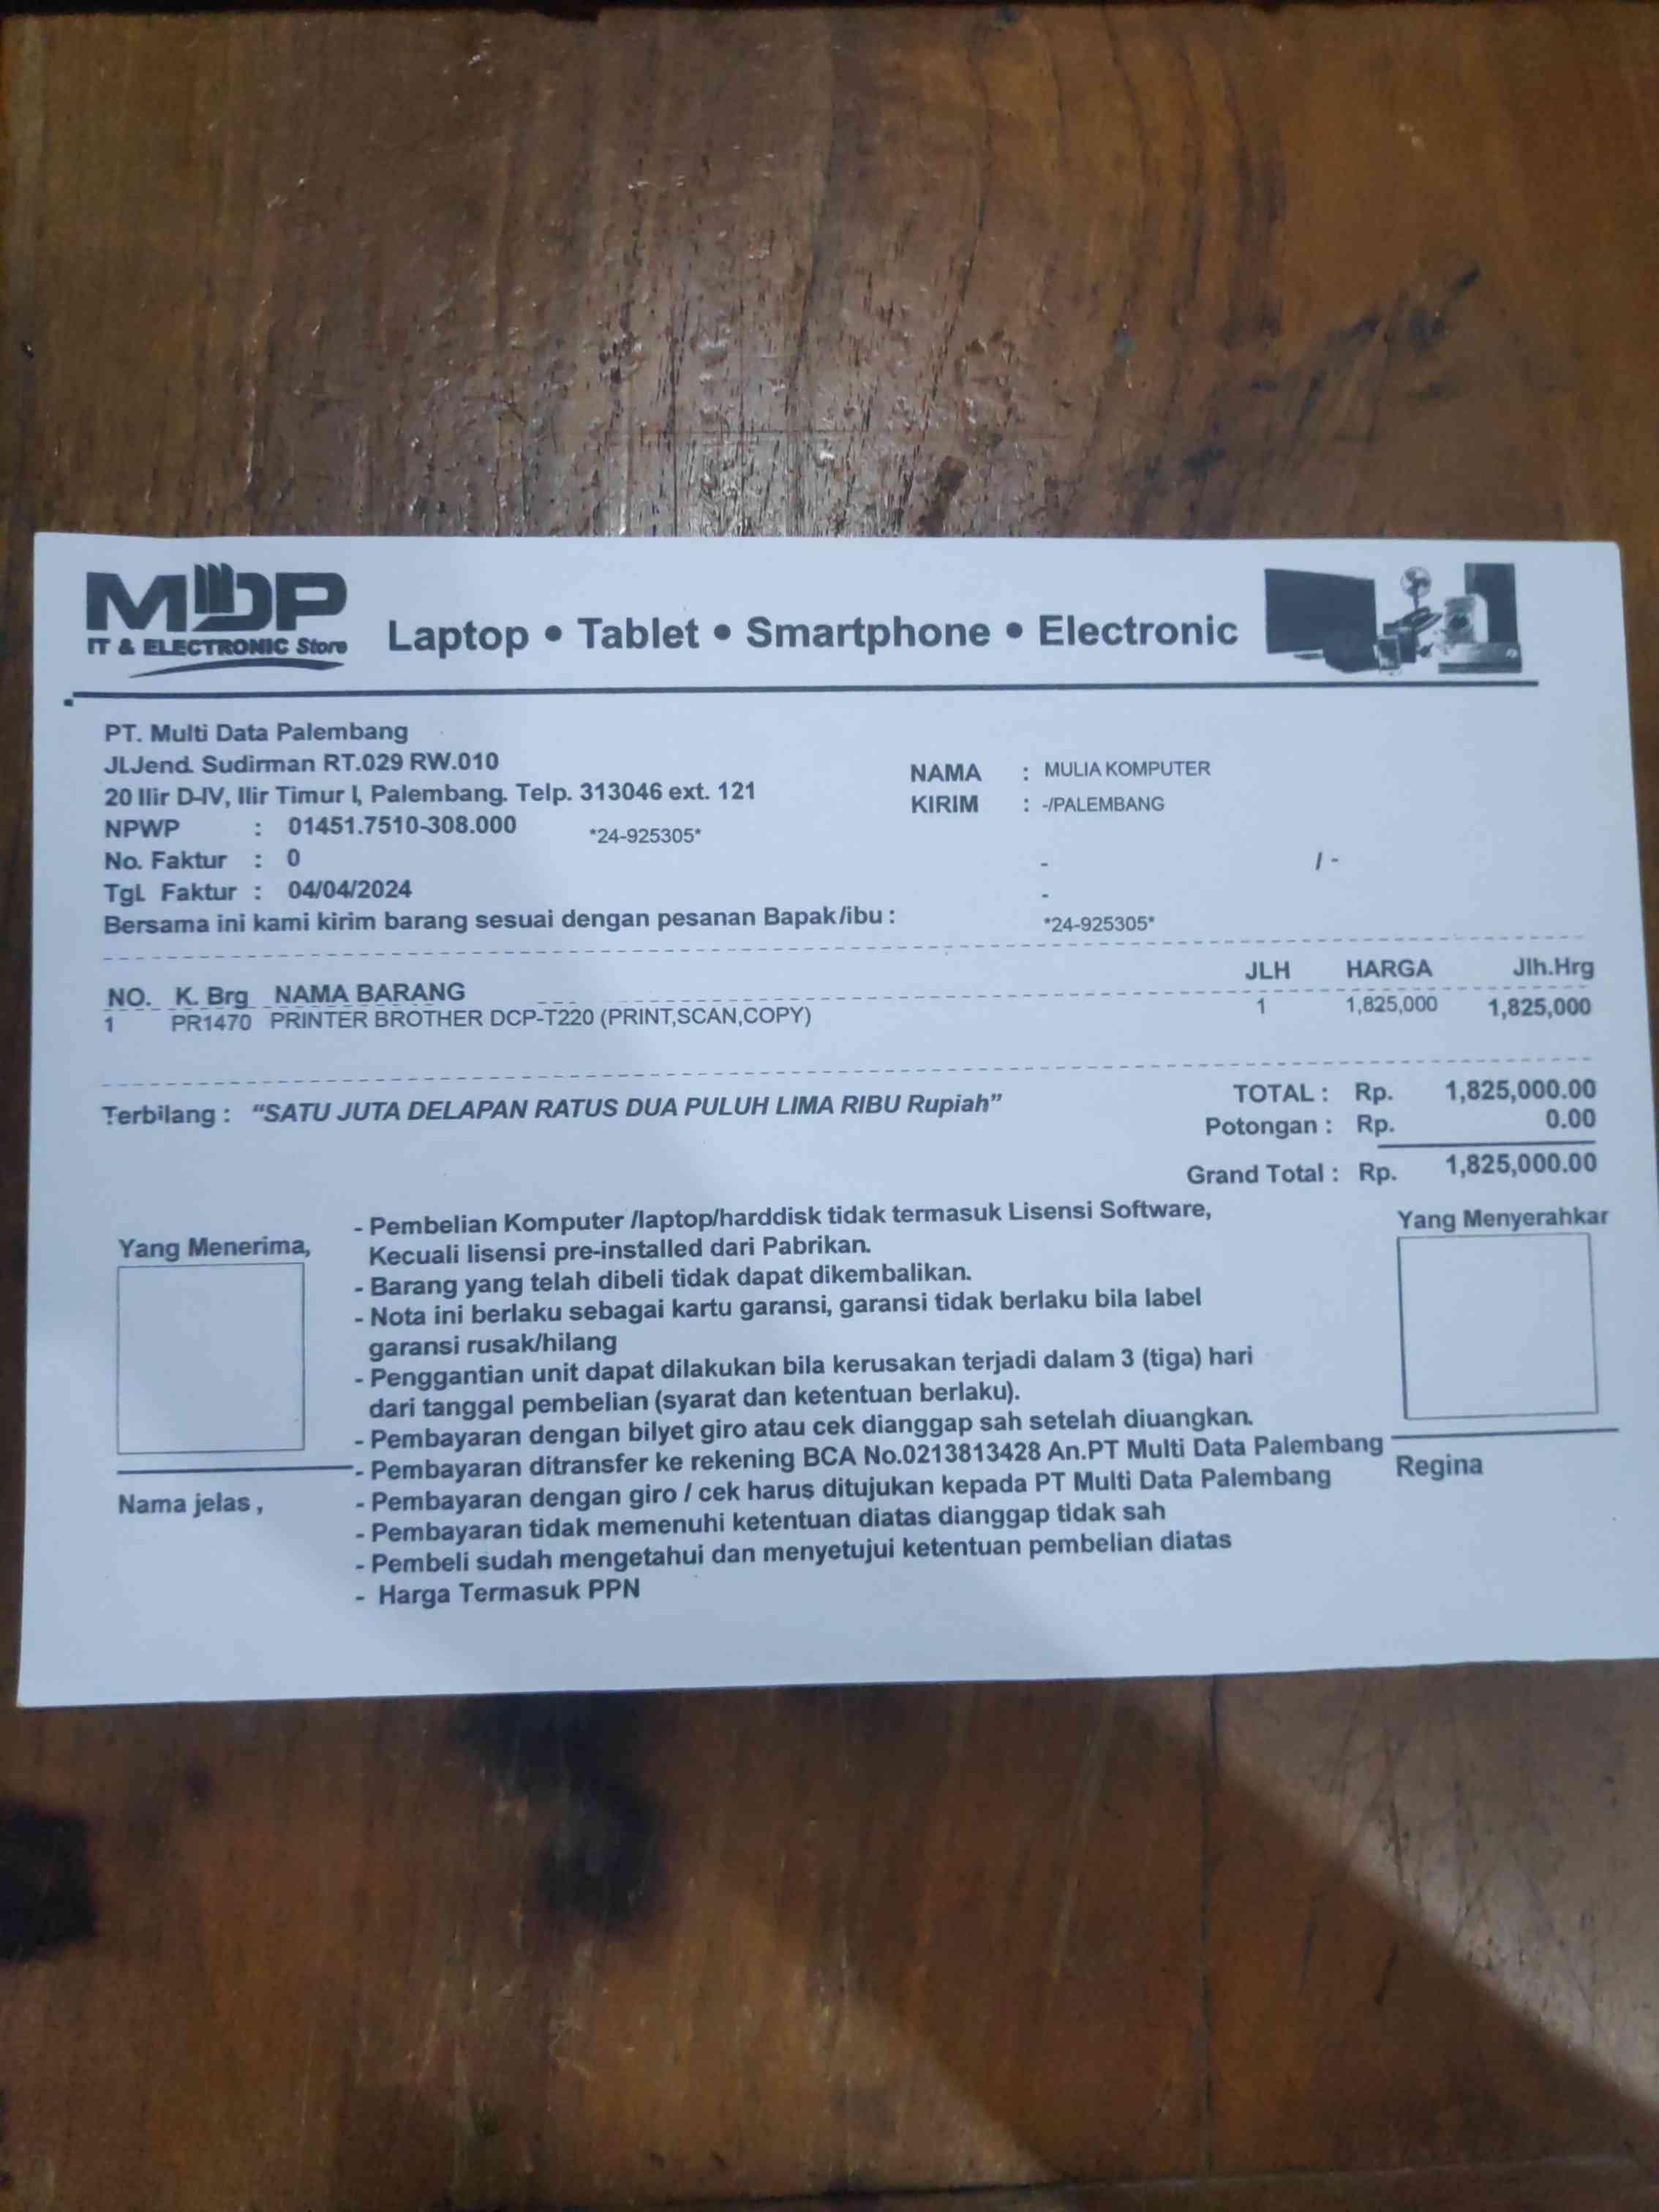 MDP
IT & ELECTRONIC Store
Laptop • Tablet • Smartphone • Electronic
PT. Multi Data Palembang
Jl.Jend. Sudirman RT.029 RW.010
20 Ilir D-IV, Ilir Timur I, Palembang. Telp. 313046 ext. 121
NPWP : 01451.7510-308.000 *24-925305*
No. Faktur : 0
Tgl. Faktur : 04/04/2024
Bersama ini kami kirim barang sesuai dengan pesanan Bapak/ibu :
NAMA : MULIA KOMPUTER
KIRIM : -/PALEMBANG
- / -
-
*24-925305*
NO. K. Brg NAMA BARANG JLH HARGA Jlh.Hrg
1 PR1470 PRINTER BROTHER DCP-T220 (PRINT,SCAN,COPY) 1 1,825,000 1,825,000
Terbilang : “SATU JUTA DELAPAN RATUS DUA PULUH LIMA RIBU Rupiah”
TOTAL : Rp. 1,825,000.00
Potongan : Rp. 0.00
Grand Total : Rp. 1,825,000.00
Yang Menerima,
Nama jelas ,
- Pembelian Komputer /laptop/harddisk tidak termasuk Lisensi Software,
Kecuali lisensi pre-installed dari Pabrikan.
- Barang yang telah dibeli tidak dapat dikembalikan.
- Nota ini berlaku sebagai kartu garansi, garansi tidak berlaku bila label
garansi rusak/hilang
- Penggantian unit dapat dilakukan bila kerusakan terjadi dalam 3 (tiga) hari
dari tanggal pembelian (syarat dan ketentuan berlaku).
- Pembayaran dengan bilyet giro atau cek dianggap sah setelah diuangkan.
- Pembayaran ditransfer ke rekening BCA No.0213813428 An.PT Multi Data Palembang
- Pembayaran dengan giro / cek harus ditujukan kepada PT Multi Data Palembang
- Pembayaran tidak memenuhi ketentuan diatas dianggap tidak sah
- Pembeli sudah mengetahui dan menyetujui ketentuan pembelian diatas
- Harga Termasuk PPN
Yang Menyerahkar
Regina